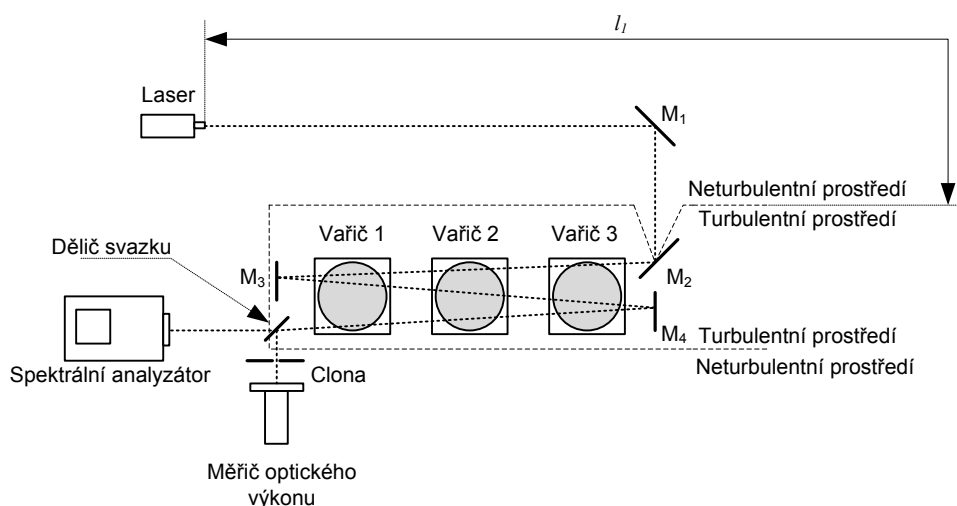 l1
Laser
M1
Neturbulentní prostředí
Turbulentní prostředí
Vařič 1
Vařič 2
Vařič 3
Dělič svazku
M3
M2
M4
Turbulentní prostředí
Neturbulentní prostředí
Spektrální analyzátor
Clona
Měřič optického
výkonu